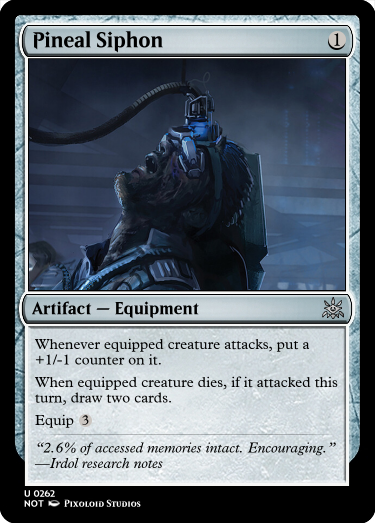 Pineal Siphon 1
Artifact — Equipment
Whenever equipped creature attacks, put a
+1/-1 counter on it.
When equipped creature dies, if it attacked this
turn, draw two cards.
Equip 3
“2.6% of accessed memories intact. Encouraging.”
—Irdol research notes
U 0262
NOT Pixoloid Studios